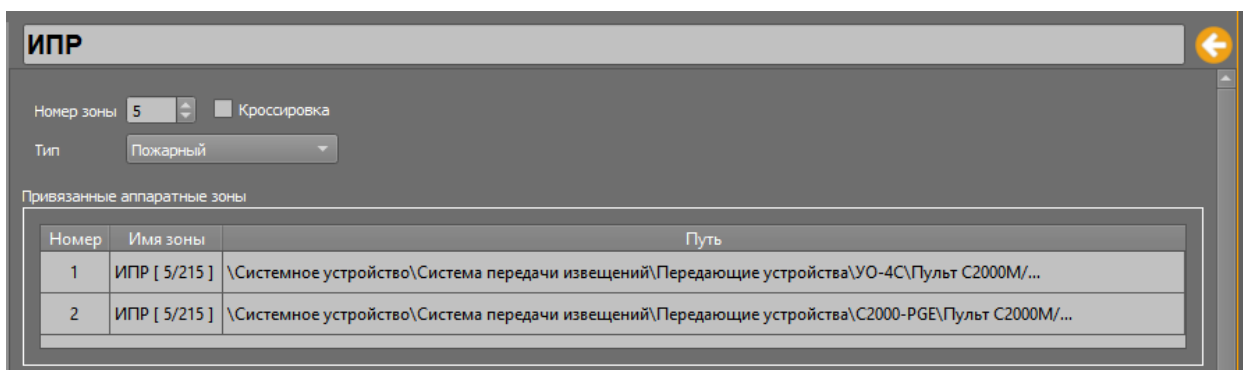 ИПР
Номер зоны 5 Кроссировка
Тип Пожарный
Привязанные аппаратные зоны
Номер Имя зоны Путь
1 ИПР [ 5/215 ] \Системное устройство\Система передачи извещений\Передающие устройства\УО-4С\Пульт С2000М/...
2 ИПР [ 5/215 ] \Системное устройство\Система передачи извещений\Передающие устройства\С2000-PGE\Пульт С2000М/...